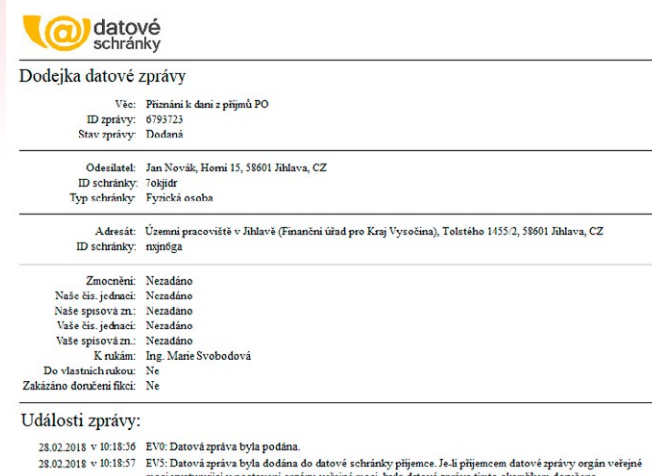 datové
schránky
Dodejka datové zprávy
Věc: Přiznání k dani z příjmů PO
ID zprávy: 6793723
Stav zprávy: Dodaná
Odesílatel: Jan Novák, Horní 15, 58601 Jihlava, CZ
ID schránky: 7okjidr
Typ schránky: Fyzická osoba
Adresát: Územní pracoviště v Jihlavě (Finanční úřad pro Kraj Vysočina), Tolstého 1455/2, 58601 Jihlava, CZ
ID schránky: nxjn6ga
Zmocnění: Nezadáno
Naše čís. jednací: Nezadáno
Naše spisová zn.: Nezadáno
Vaše čís. jednací: Nezadáno
Vaše spisová zn.: Nezadáno
K rukám: Ing. Marie Svobodová
Do vlastních rukou: Ne
Zakázáno doručení fikcí: Ne
Události zprávy:
28.02.2018 v 10:18:56 EV0: Datová zpráva byla podána.
28.02.2018 v 10:18:57 EV5: Datová zpráva byla dodána do datové schránky příjemce. Je-li příjemcem datové zprávy orgán veřejné